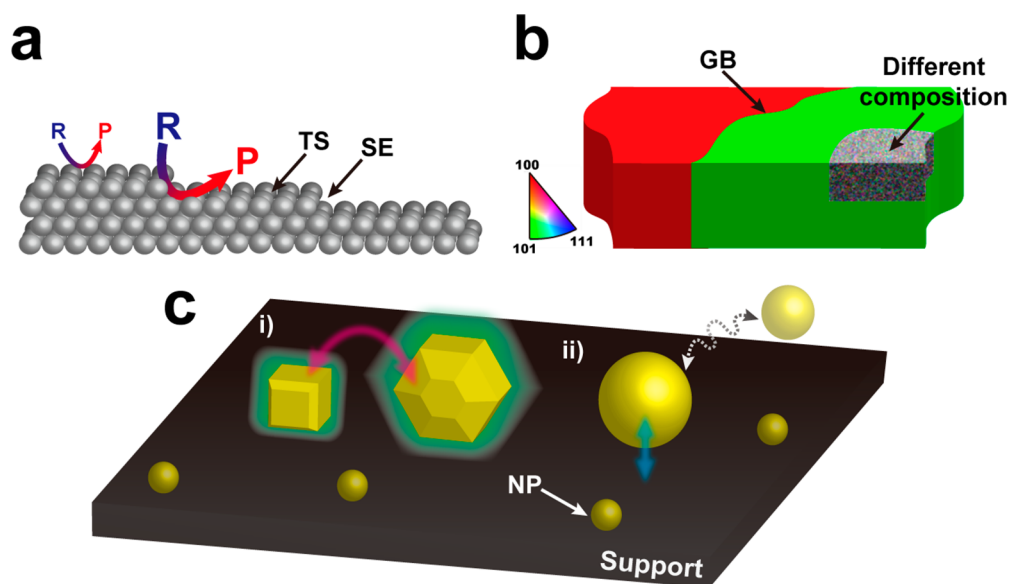 a
R
P
R
P
TS
SE
b
GB
Different
composition
100
101
111
c
i)
ii)
NP
Support